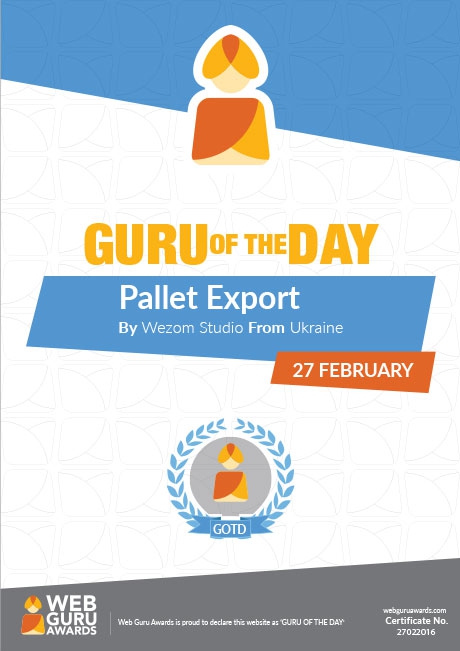 GURU OF THE DAY
Pallet Export
By Wezom Studio From Ukraine
27 FEBRUARY
GOTD
WEB
GURU
AWARDS
Web Guru Awards is proud to declare this website as 'GURU OF THE DAY'
webguruawards.com
Certificate No.
27022016